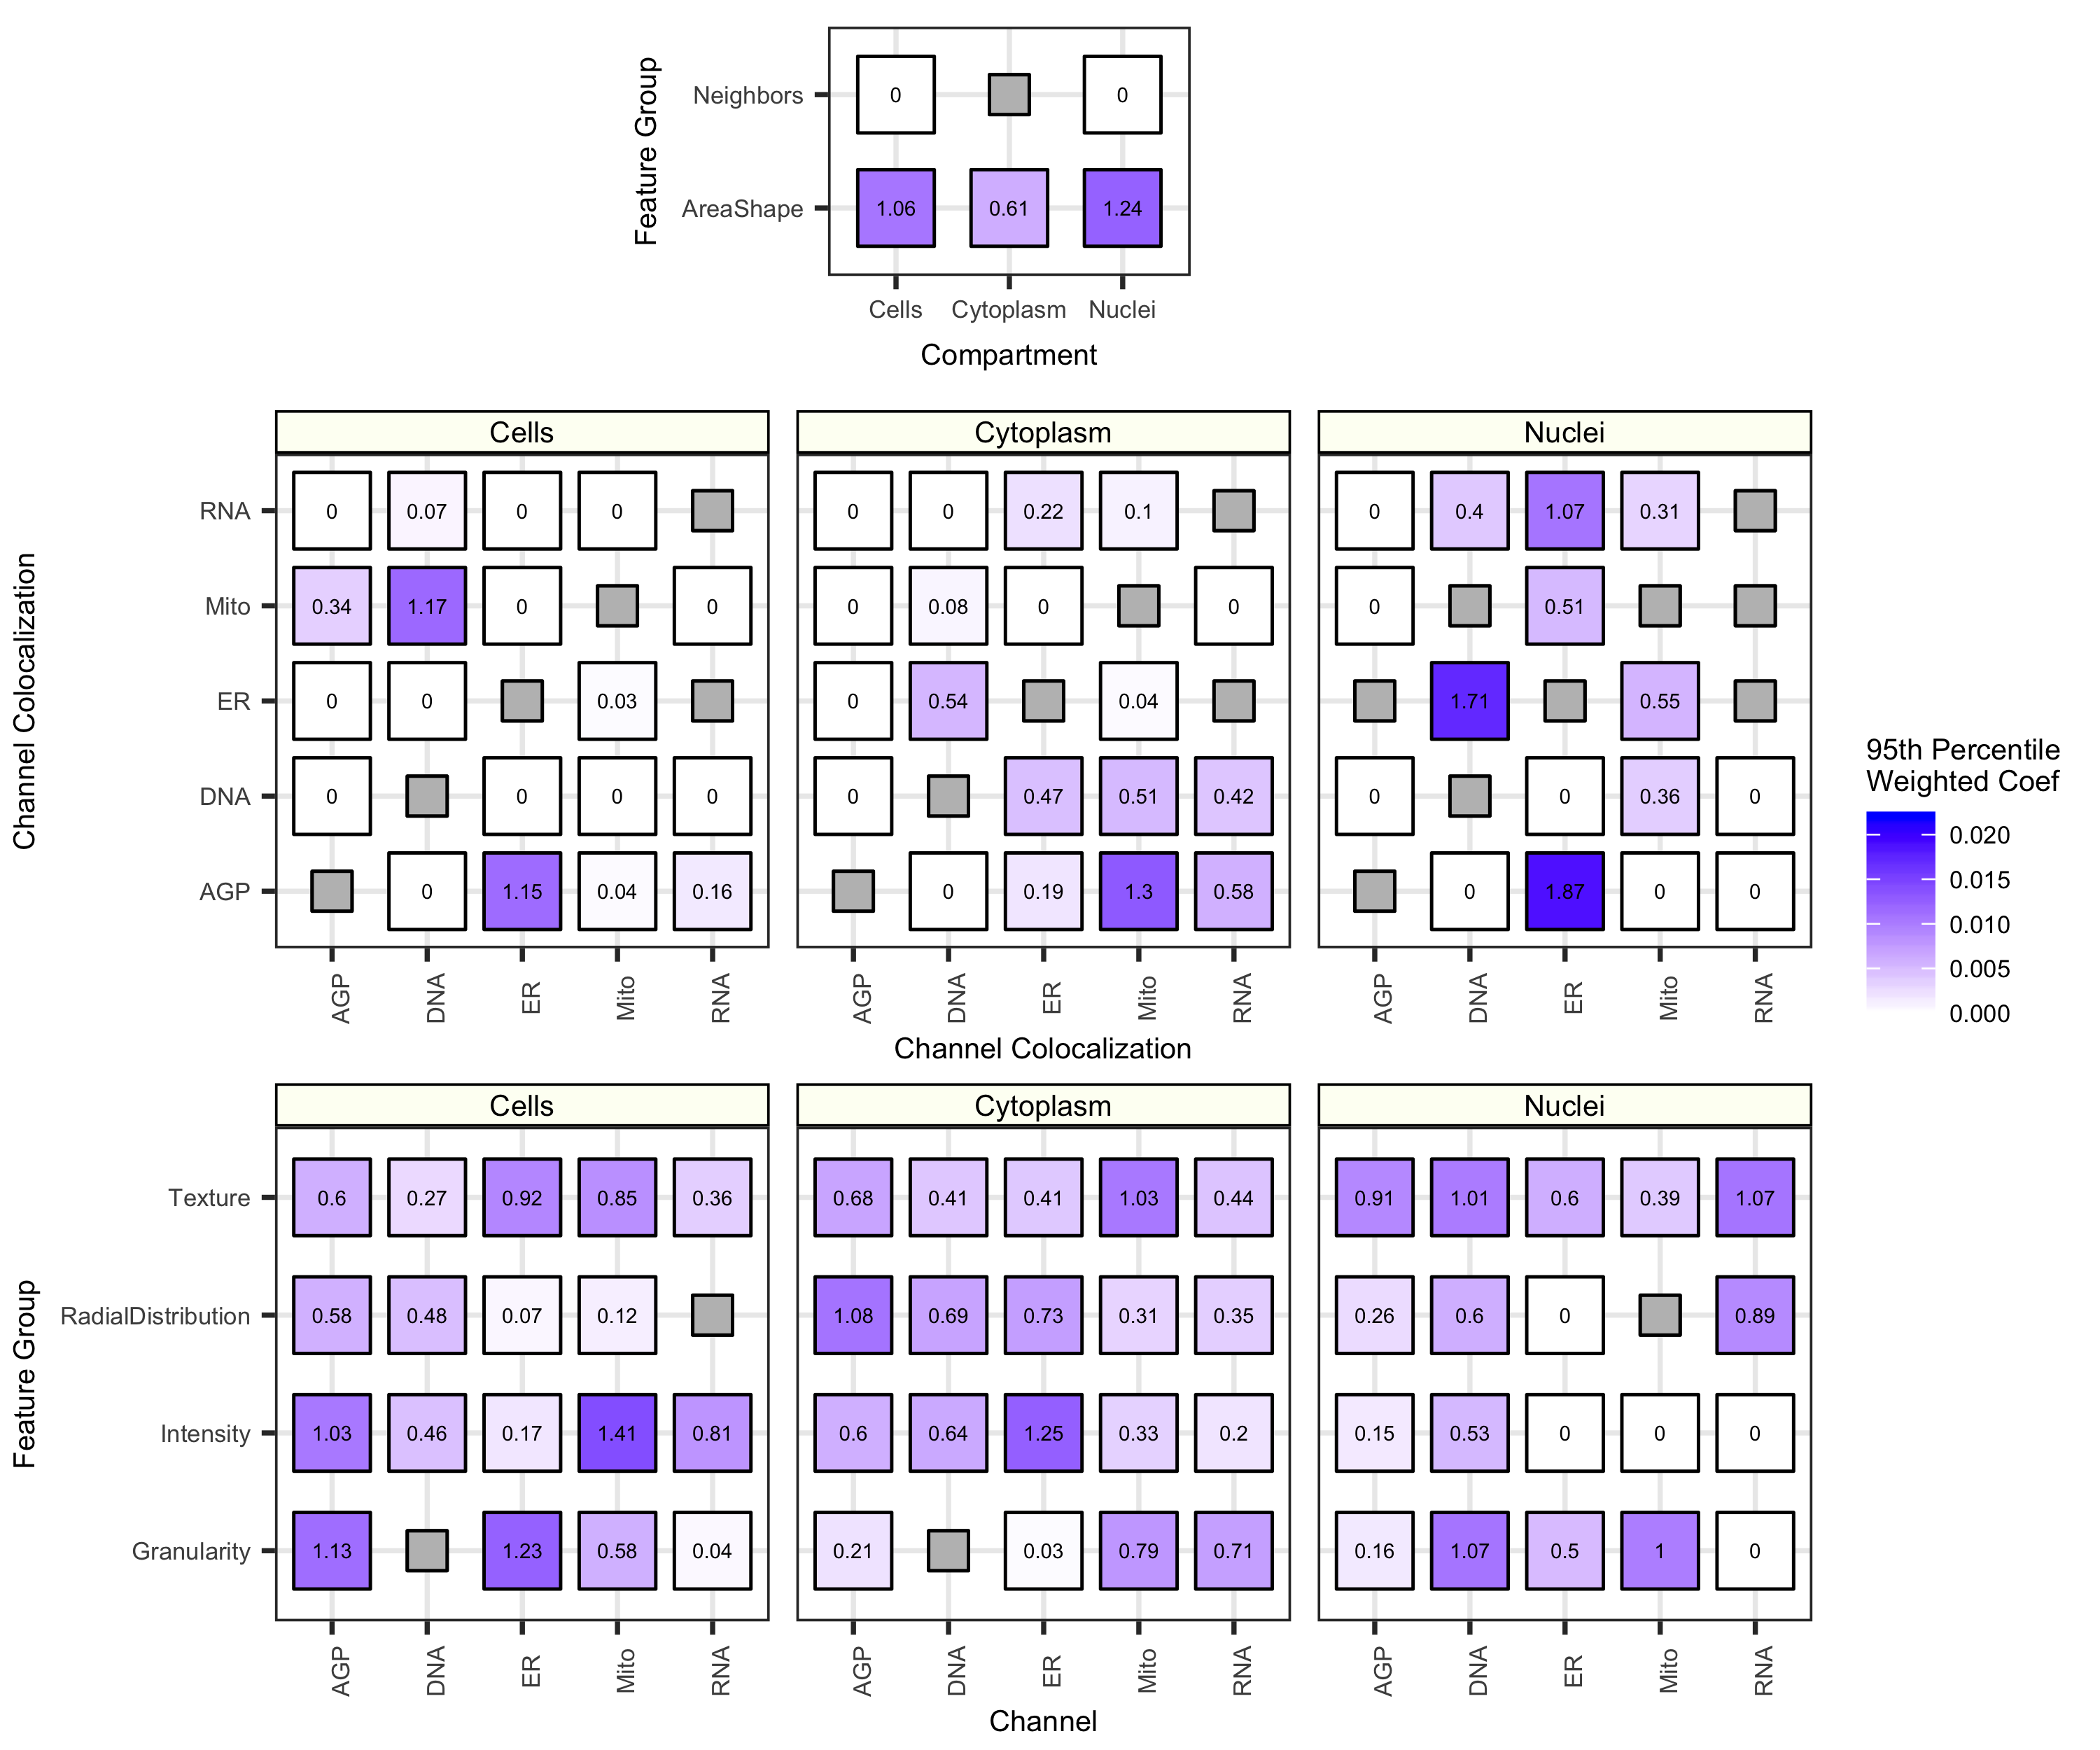 Feature Group
Neighbors 0 0
AreaShape 1.06 0.61 1.24
Cells Cytoplasm Nuclei
Compartment
Channel Colocalization
Cells Cytoplasm Nuclei
RNA 0 0.07 0 0 0 0 0.22 0.1 0 0.4 1.07 0.31
Mito 0.34 1.17 0 0 0 0.08 0 0 0 0.51
ER 0 0 0.03 0 0.54 0.04 1.71 0.55
DNA 0 0 0 0 0 0.47 0.51 0.42 0 0 0.36 0
AGP 0 1.15 0.04 0.16 0 0.19 1.3 0.58 0 1.87 0 0
AGP DNA ER Mito RNA AGP DNA ER Mito RNA AGP DNA ER Mito RNA
Channel Colocalization
95th Percentile
Weighted Coef
0.020
0.015
0.010
0.005
0.000
Feature Group
Cells Cytoplasm Nuclei
Texture 0.6 0.27 0.92 0.85 0.36 0.68 0.41 0.41 1.03 0.44 0.91 1.01 0.6 0.39 1.07
RadialDistribution 0.58 0.48 0.07 0.12 1.08 0.69 0.73 0.31 0.35 0.26 0.6 0 0.89
Intensity 1.03 0.46 0.17 1.41 0.81 0.6 0.64 1.25 0.33 0.2 0.15 0.53 0 0 0
Granularity 1.13 1.23 0.58 0.04 0.21 0.03 0.79 0.71 0.16 1.07 0.5 1 0
AGP DNA ER Mito RNA AGP DNA ER Mito RNA AGP DNA ER Mito RNA
Channel